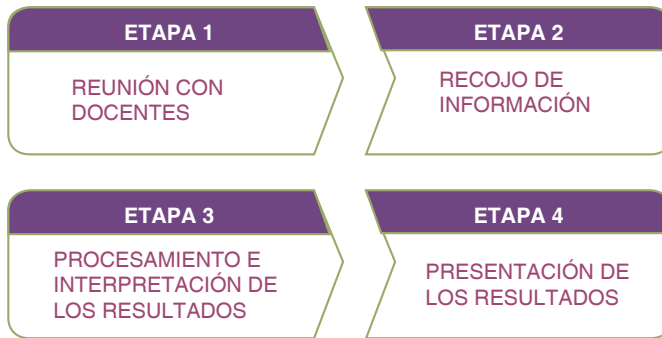 ETAPA 1
REUNIÓN CON
DOCENTES
ETAPA 2
RECOJO DE
INFORMACIÓN
ETAPA 3
PROCESAMIENTO E
INTERPRETACIÓN DE
LOS RESULTADOS
ETAPA 4
PRESENTACIÓN DE
LOS RESULTADOS